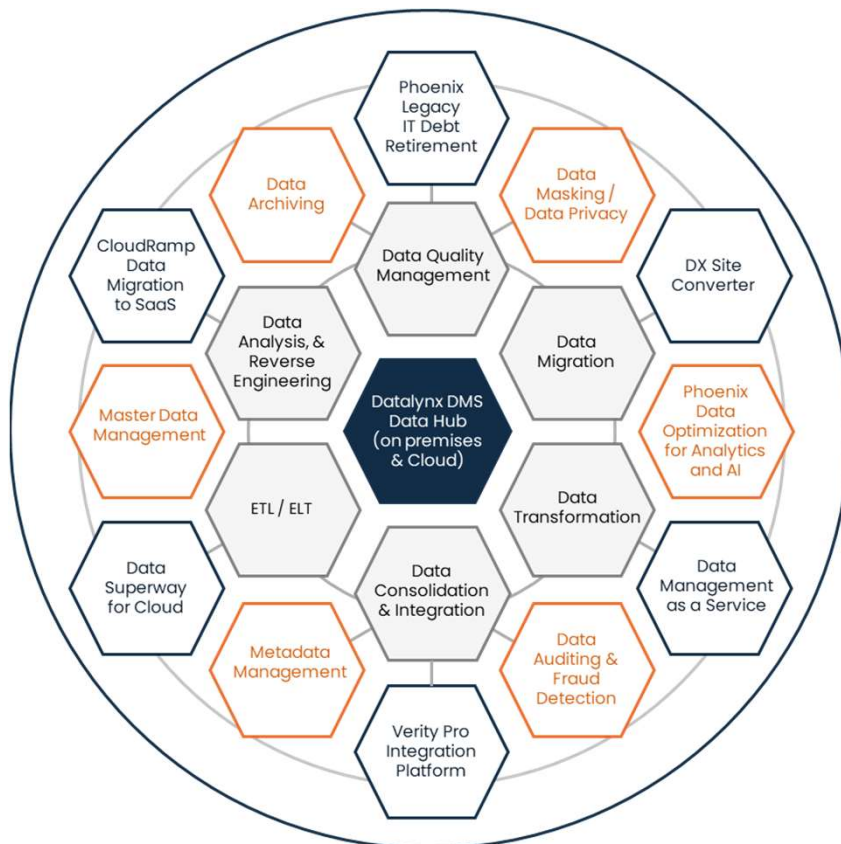 Phoenix
Legacy
IT Debt
Retirement
Data
Archiving
Data
Masking /
Data Privacy
CloudRamp
Data
Migration
to SaaS
Data Quality
Management
DX Site
Converter
Data
Analysis, &
Reverse
Engineering
Data
Migration
Master Data
Management
Datalynx DMS
Data Hub
(on premises
& Cloud)
Phoenix
Data
Optimization
for Analytics
and AI
ETL / ELT
Data
Transformation
Data
Superway
for Cloud
Data
Consolidation
& Integration
Data
Management
as a Service
Metadata
Management
Data
Auditing &
Fraud
Detection
Verity Pro
Integration
Platform